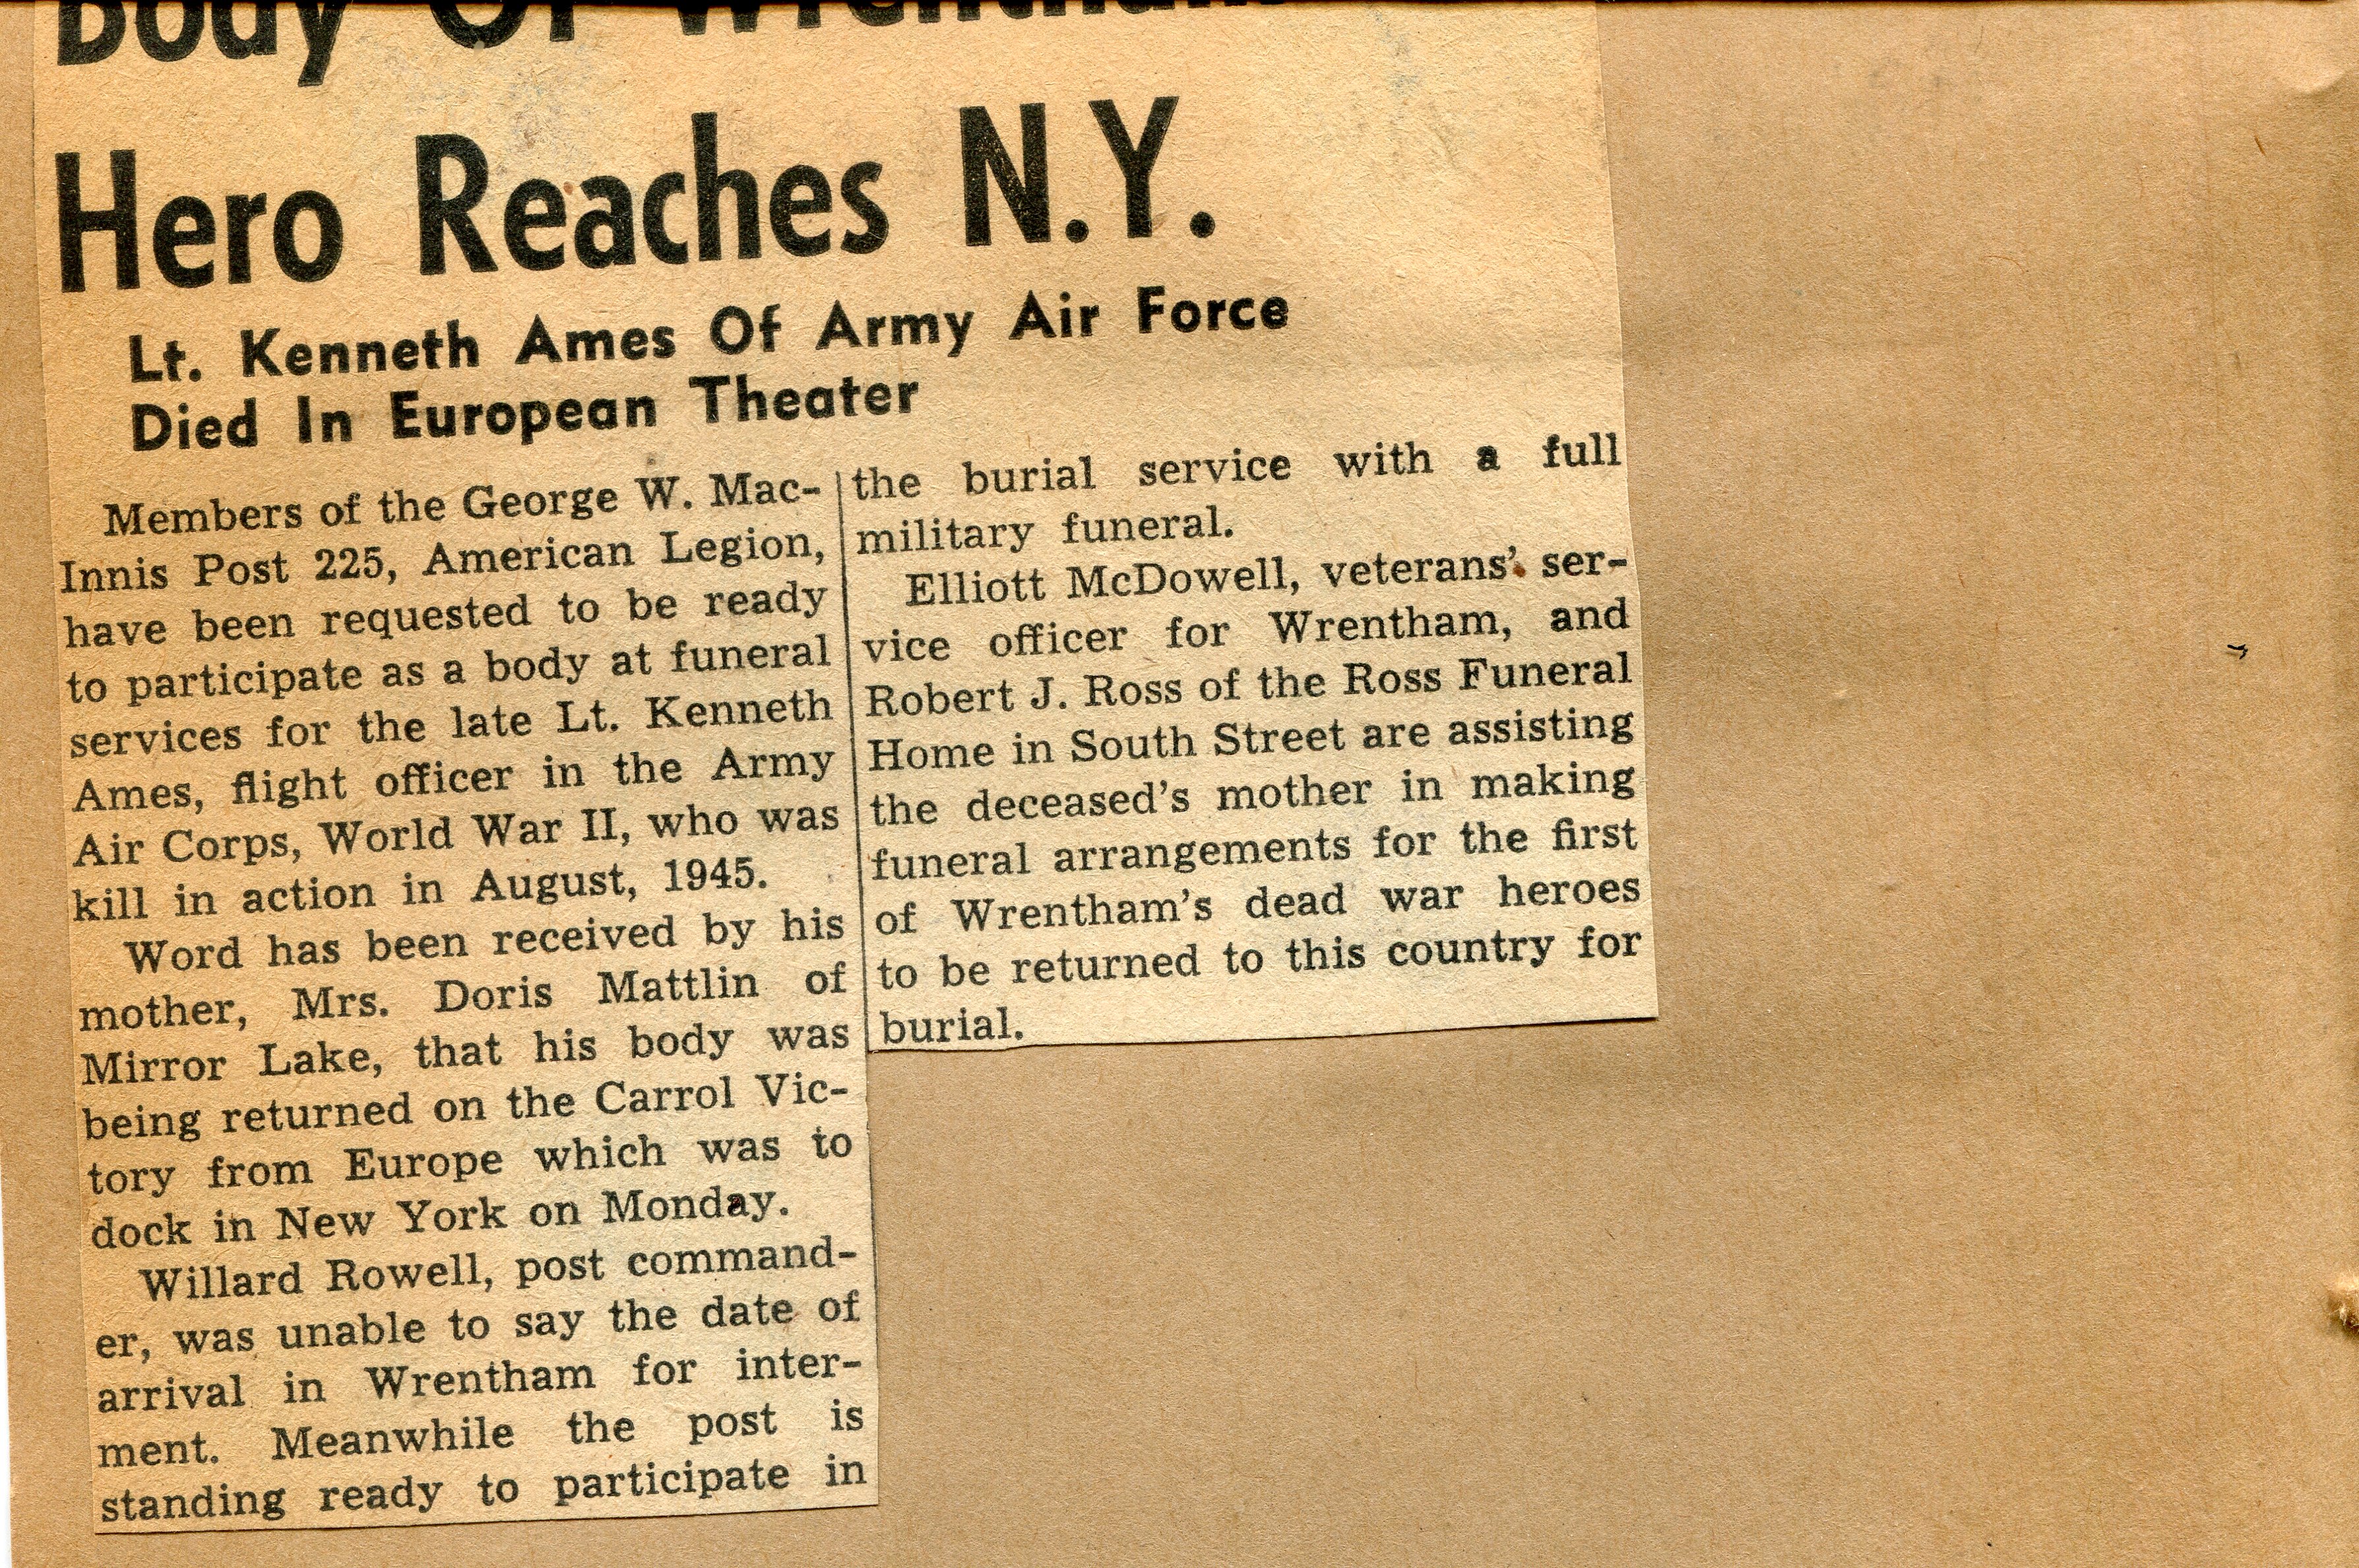 Body Of Wrentham
Hero Reaches N.Y.
Lt. Kenneth Ames Of Army Air Force
Died In European Theater
Members of the George W. Mac-
Innis Post 225, American Legion,
have been requested to be ready
to participate as a body at funeral
services for the late Lt. Kenneth
Ames, flight officer in the Army
Air Corps, World War II, who was
kill in action in August, 1945.
Word has been received by his
mother, Mrs. Doris Mattlin of
Mirror Lake, that his body was
being returned on the Carrol Vic-
tory from Europe which was to
dock in New York on Monday.
Willard Rowell, post command-
er, was unable to say the date of
arrival in Wrentham for inter-
ment. Meanwhile the post is
standing ready to participate in
the burial service with a full
military funeral.
Elliott McDowell, veterans' ser-
vice officer for Wrentham, and
Robert J. Ross of the Ross Funeral
Home in South Street are assisting
the deceased's mother in making
funeral arrangements for the first
of Wrentham's dead war heroes
to be returned to this country for
burial.